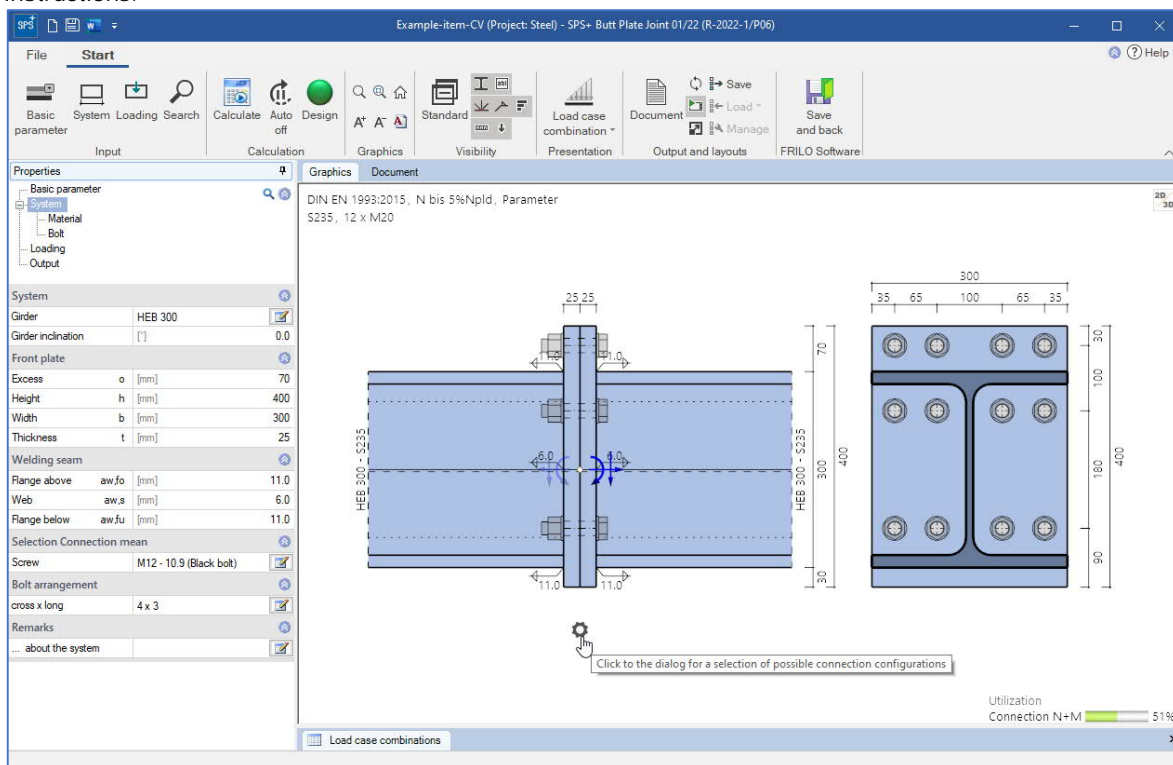 instructions.
SPS+
Example-item-CV (Project: Steel) - SPS+ Butt Plate Joint 01/22 (R-2022-1/P06)
File Start
Help
Basic parameter
System
Loading
Search
Calculate
Auto off
Design
A+ A-
Standard
Load case combination
Document
Save
Load
Manage
Save and back
Input Calculation Graphics Visibility Presentation Output and layouts FRILO Software
Properties
Basic parameter
System
Material
Bolt
Loading
Output
System
Girder HEB 300
Girder inclination [°] 0.0
Front plate
Excess o [mm] 70
Height h [mm] 400
Width b [mm] 300
Thickness t [mm] 25
Welding seam
Flange above aw,fo [mm] 11.0
Web aw,s [mm] 6.0
Flange below aw,fu [mm] 11.0
Selection Connection mean
Screw M12 - 10.9 (Black bolt)
Bolt arrangement
cross x long 4 x 3
Remarks
... about the system
Graphics Document
DIN EN 1993:2015, N bis 5%Npld, Parameter
S235, 12 x M20
2D/3D
25 25
11.0 11.0
6.0 6.0
11.0 11.0
HEB 300 - S235
HEB 300 - S235
70
300
30
400
300
35 65 100 65 35
30
100
180
90
400
Click to the dialog for a selection of possible connection configurations
Utilization
Connection N+M 51%
Load case combinations